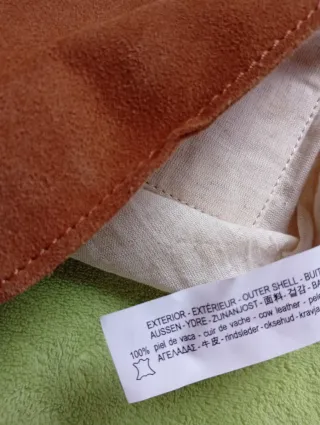 EXTERIOR - EXTÉRIEUR - OUTER SHELL
AUSSEN - YDRE - ZUNANJOST - 面料 - 겉감
100% piel de vaca - cuir de vache - cow leather
ΑΓΕΛΑΔΑΣ - 牛皮 - rindsleder - oksehud